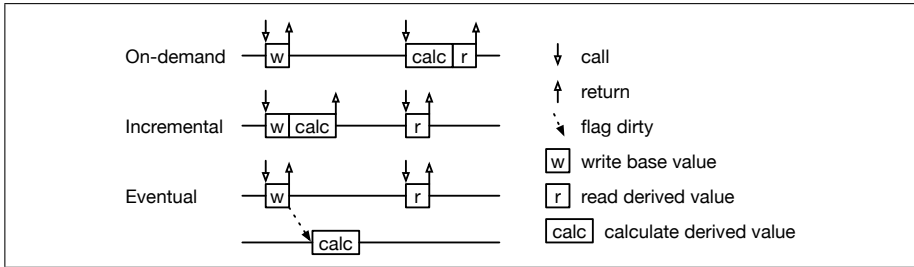 On-demand w calc r
Incremental w calc r
Eventual w r
calc
call
return
flag dirty
w write base value
r read derived value
calc calculate derived value